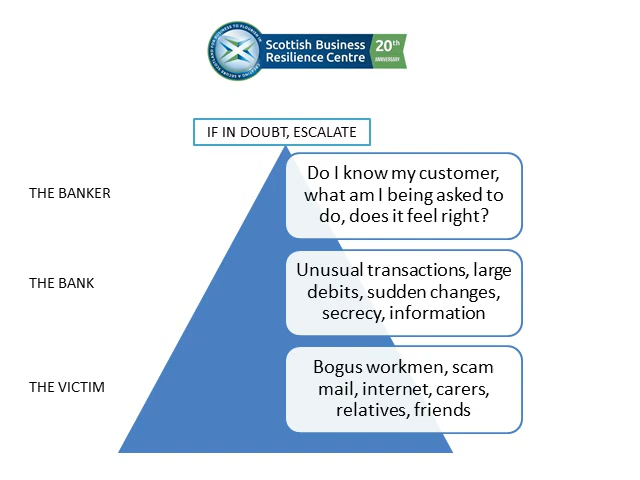 Scottish Business
Resilience Centre
20th
ANNIVERSARY
IF IN DOUBT, ESCALATE
THE BANKER
Do I know my customer,
what am I being asked to
do, does it feel right?
THE BANK
Unusual transactions, large
debits, sudden changes,
secrecy, information
THE VICTIM
Bogus workmen, scam
mail, internet, carers,
relatives, friends